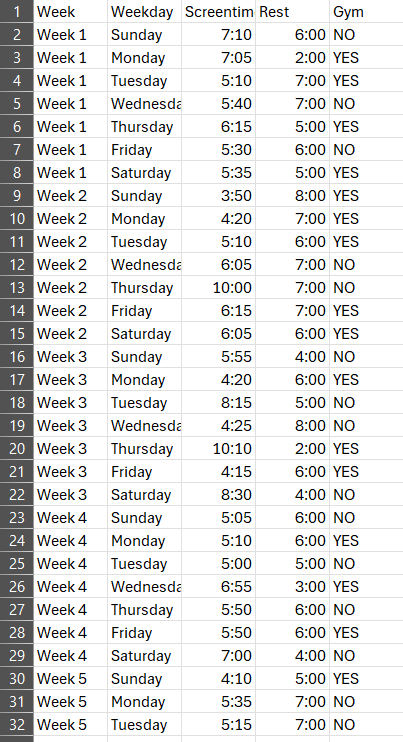 1 Week Weekday Screentim Rest Gym
2 Week 1 Sunday 7:10 6:00 NO
3 Week 1 Monday 7:05 2:00 YES
4 Week 1 Tuesday 5:10 7:00 YES
5 Week 1 Wednesda 5:40 7:00 NO
6 Week 1 Thursday 6:15 5:00 YES
7 Week 1 Friday 5:30 6:00 NO
8 Week 1 Saturday 5:35 5:00 YES
9 Week 2 Sunday 3:50 8:00 YES
10 Week 2 Monday 4:20 7:00 YES
11 Week 2 Tuesday 5:10 6:00 YES
12 Week 2 Wednesda 6:05 7:00 NO
13 Week 2 Thursday 10:00 7:00 NO
14 Week 2 Friday 6:15 7:00 YES
15 Week 2 Saturday 6:05 6:00 YES
16 Week 3 Sunday 5:55 4:00 NO
17 Week 3 Monday 4:20 6:00 YES
18 Week 3 Tuesday 8:15 5:00 NO
19 Week 3 Wednesda 4:25 8:00 NO
20 Week 3 Thursday 10:10 2:00 YES
21 Week 3 Friday 4:15 6:00 YES
22 Week 3 Saturday 8:30 4:00 NO
23 Week 4 Sunday 5:05 6:00 NO
24 Week 4 Monday 5:10 6:00 YES
25 Week 4 Tuesday 5:00 5:00 NO
26 Week 4 Wednesda 6:55 3:00 YES
27 Week 4 Thursday 5:50 6:00 NO
28 Week 4 Friday 5:50 6:00 YES
29 Week 4 Saturday 7:00 4:00 NO
30 Week 5 Sunday 4:10 5:00 YES
31 Week 5 Monday 5:35 7:00 NO
32 Week 5 Tuesday 5:15 7:00 NO